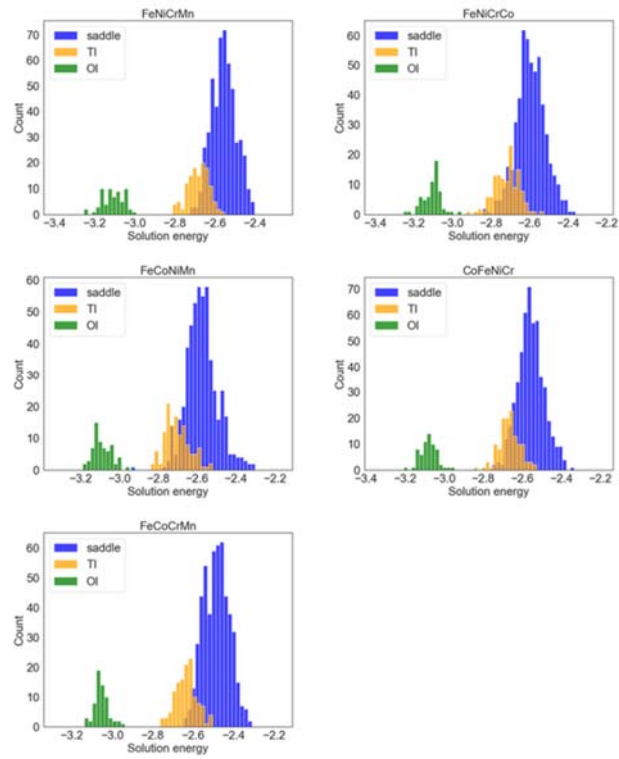 FeNiCrMn
70
60
50
40
30
20
10
0
Count
saddle
TI
OI
−3.4 −3.2 −3.0 −2.8 −2.6 −2.4
Solution energy
FeNiCrCo
60
50
40
30
20
10
0
Count
saddle
TI
OI
−3.4 −3.2 −3.0 −2.8 −2.6 −2.4 −2.2
Solution energy
FeCoNiMn
60
50
40
30
20
10
0
Count
saddle
TI
OI
−3.2 −3.0 −2.8 −2.6 −2.4 −2.2
Solution energy
CoFeNiCr
70
60
50
40
30
20
10
0
Count
saddle
TI
OI
−3.4 −3.2 −3.0 −2.8 −2.6 −2.4 −2.2
Solution energy
FeCoCrMn
60
50
40
30
20
10
0
Count
saddle
TI
OI
−3.2 −3.0 −2.8 −2.6 −2.4 −2.2
Solution energy